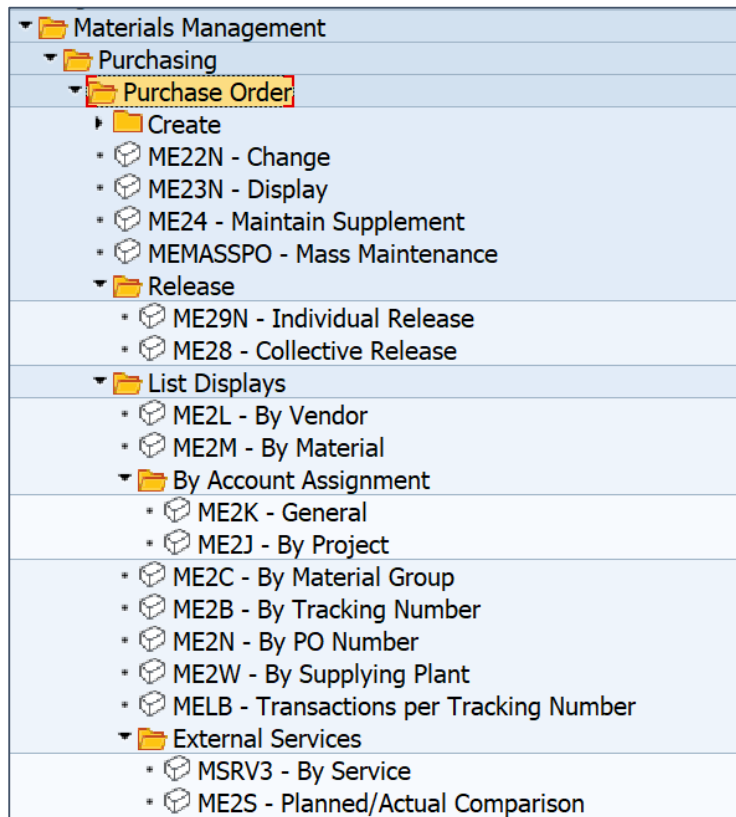 Materials Management
Purchasing
Purchase Order
Create
ME22N - Change
ME23N - Display
ME24 - Maintain Supplement
MEMASSPO - Mass Maintenance
Release
ME29N - Individual Release
ME28 - Collective Release
List Displays
ME2L - By Vendor
ME2M - By Material
By Account Assignment
ME2K - General
ME2J - By Project
ME2C - By Material Group
ME2B - By Tracking Number
ME2N - By PO Number
ME2W - By Supplying Plant
MELB - Transactions per Tracking Number
External Services
MSRV3 - By Service
ME2S - Planned/Actual Comparison